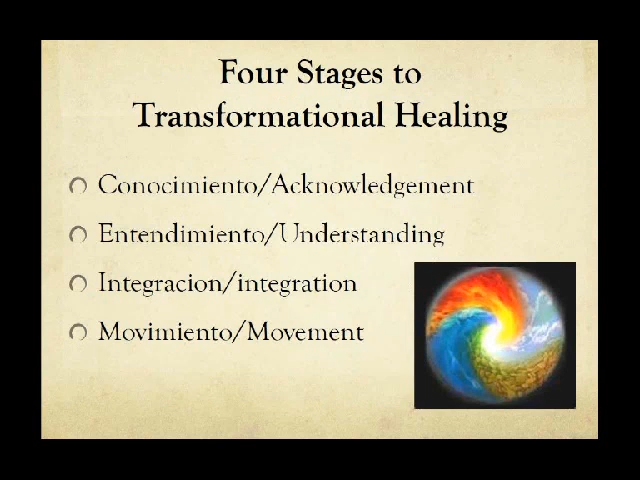 Four Stages to
Transformational Healing
Conocimiento/Acknowledgement
Entendimiento/Understanding
Integracion/integration
Movimiento/Movement